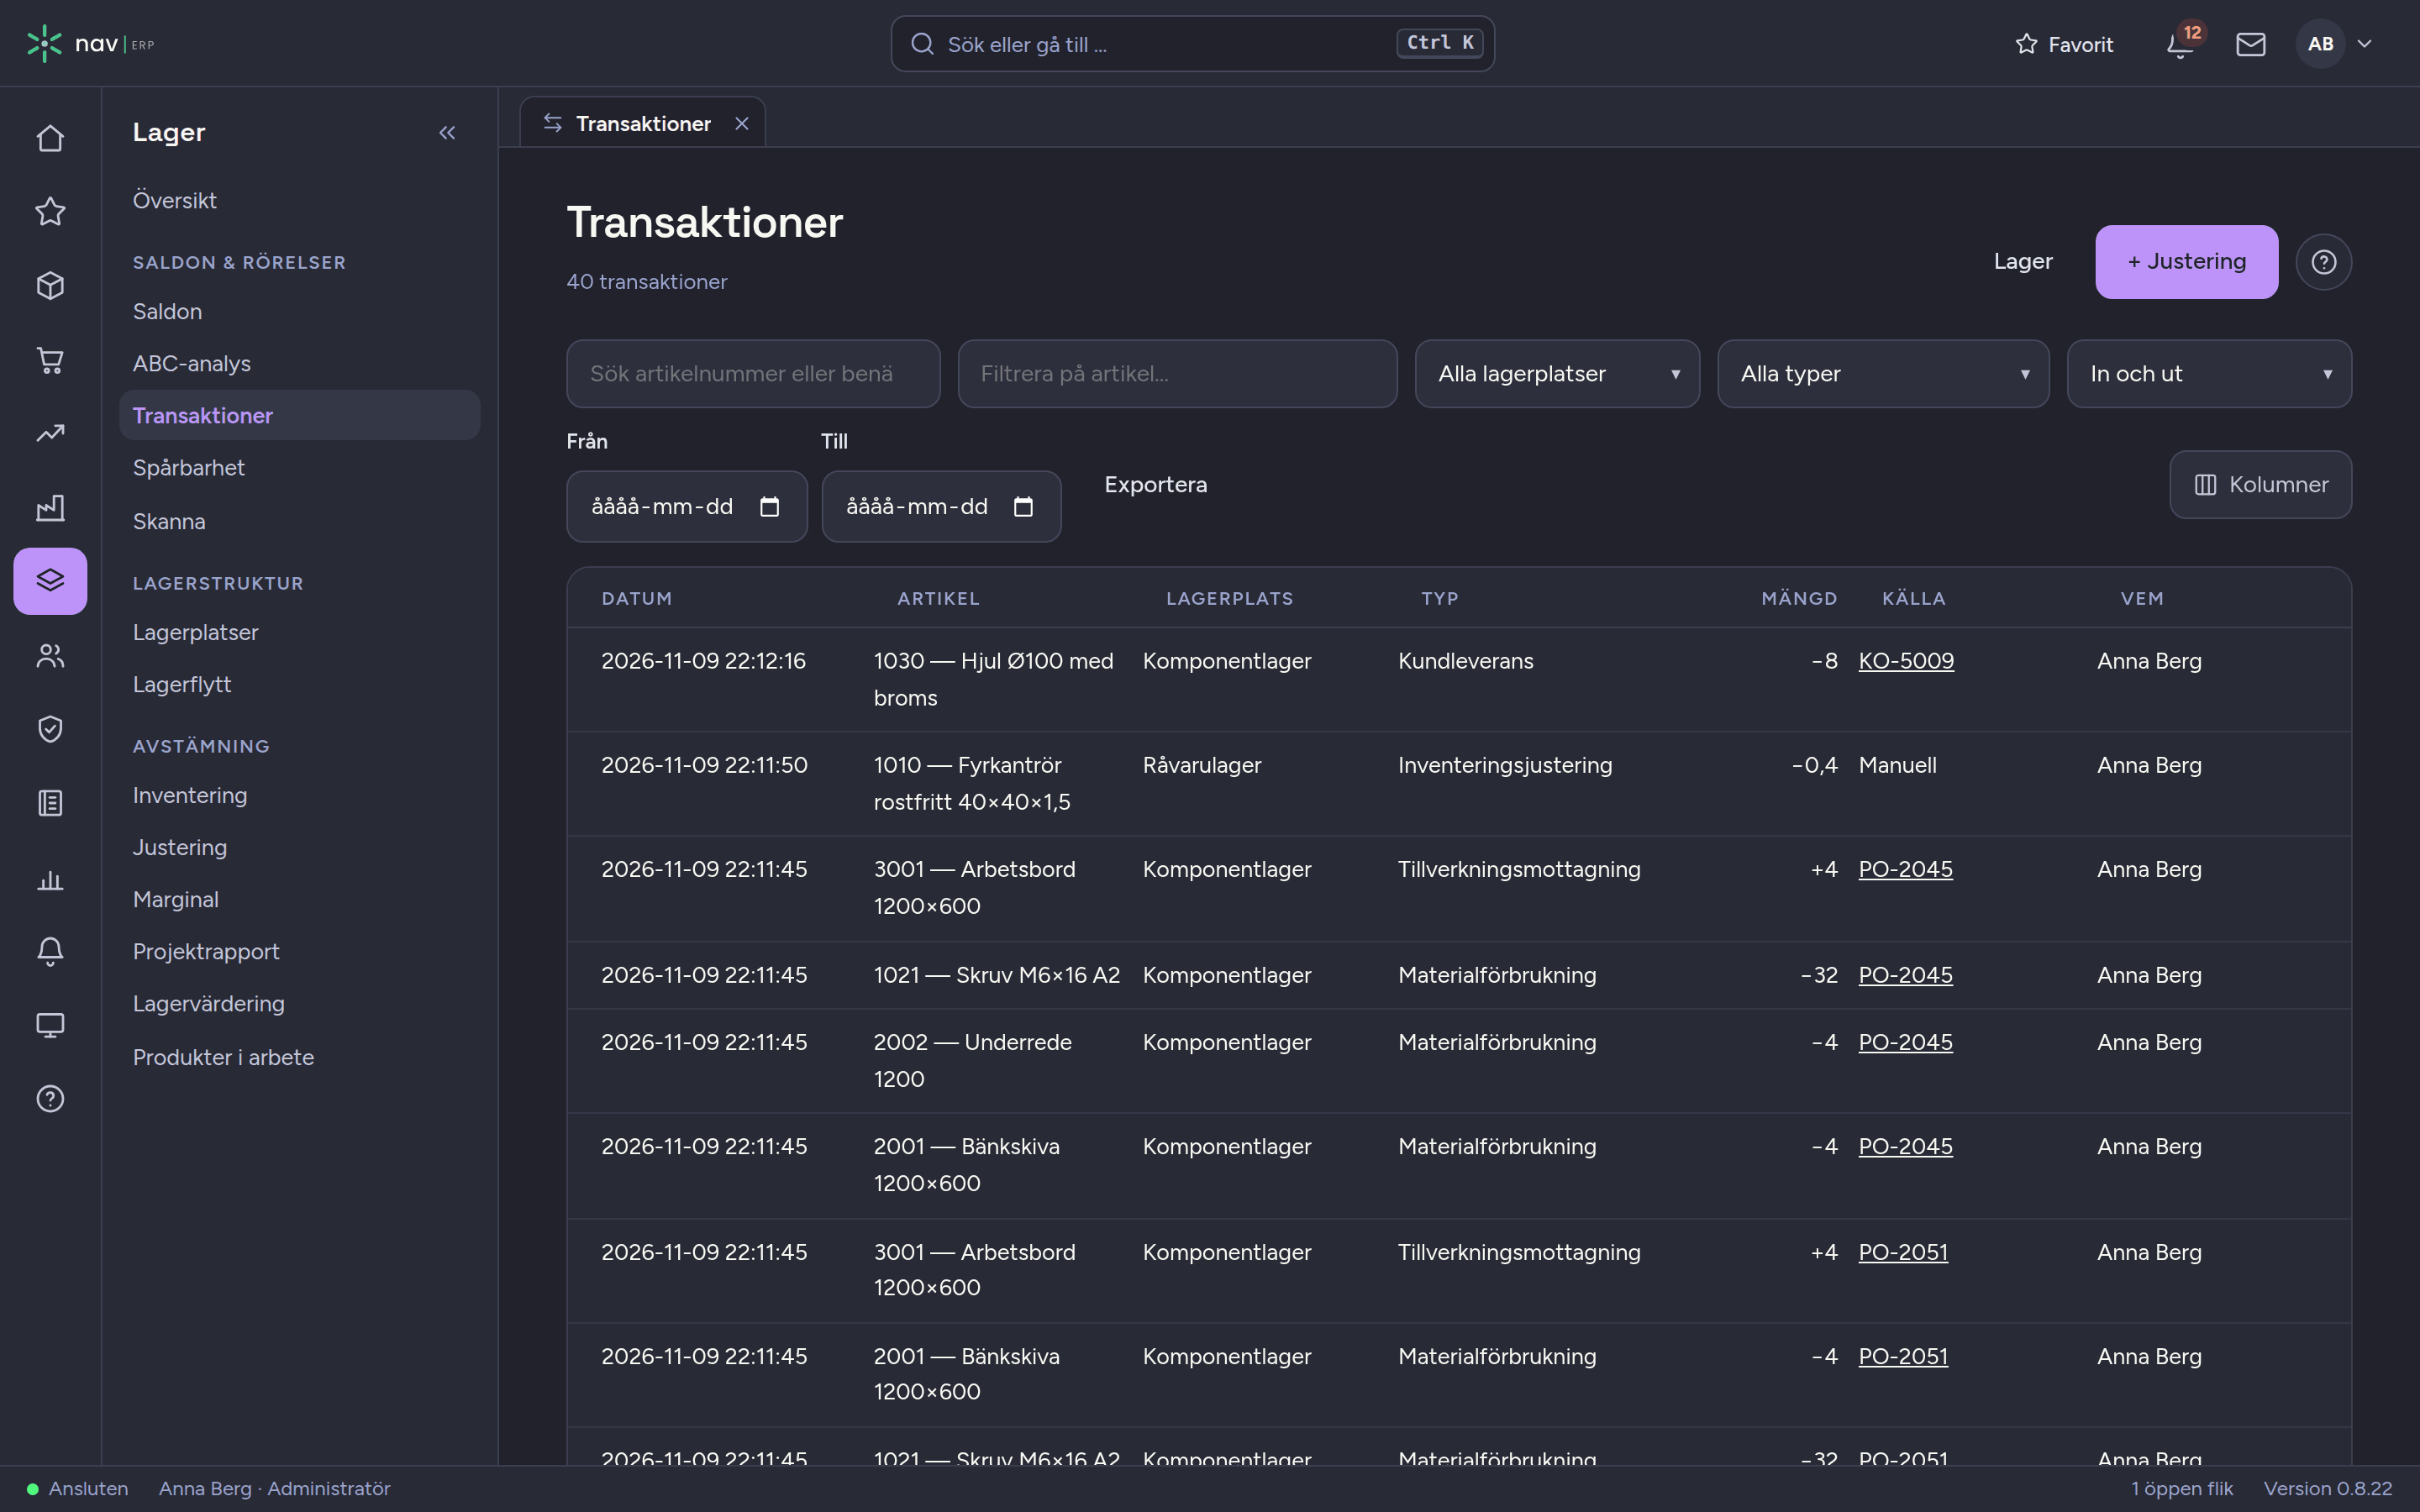 nav | ERP
Sök eller gå till ...
Ctrl K
Favorit
12
AB
Lager
Översikt
SALDON & RÖRELSER
Saldon
ABC-analys
Transaktioner
Spårbarhet
Skanna
LAGERSTRUKTUR
Lagerplatser
Lagerflytt
AVSTÄMNING
Inventering
Justering
Marginal
Projektrapport
Lagervärdering
Produkter i arbete
Transaktioner
Transaktioner
40 transaktioner
Lager
+ Justering
Sök artikelnummer eller benä
Filtrera på artikel...
Alla lagerplatser
Alla typer
In och ut
Från
Till
åååå-mm-dd
åååå-mm-dd
Exportera
Kolumner
DATUM ARTIKEL LAGERPLATS TYP MÄNGD KÄLLA VEM
2026-11-09 22:12:16 1030 — Hjul Ø100 med Komponentlager Kundleverans −8 KO-5009 Anna Berg
broms
2026-11-09 22:11:50 1010 — Fyrkantrör Råvarulager Inventeringsjustering −0,4 Manuell Anna Berg
rostfritt 40×40×1,5
2026-11-09 22:11:45 3001 — Arbetsbord Komponentlager Tillverkningsmottagning +4 PO-2045 Anna Berg
1200×600
2026-11-09 22:11:45 1021 — Skruv M6×16 A2 Komponentlager Materialförbrukning −32 PO-2045 Anna Berg
2026-11-09 22:11:45 2002 — Underrede Komponentlager Materialförbrukning −4 PO-2045 Anna Berg
1200
2026-11-09 22:11:45 2001 — Bänkskiva Komponentlager Materialförbrukning −4 PO-2045 Anna Berg
1200×600
2026-11-09 22:11:45 3001 — Arbetsbord Komponentlager Tillverkningsmottagning +4 PO-2051 Anna Berg
1200×600
2026-11-09 22:11:45 2001 — Bänkskiva Komponentlager Materialförbrukning −4 PO-2051 Anna Berg
1200×600
2026-11-09 22:11:45 1021 — Skruv M6×16 A2 Komponentlager Materialförbrukning −32 PO-2051 Anna Berg
Ansluten
Anna Berg · Administratör
1 öppen flik
Version 0.8.22